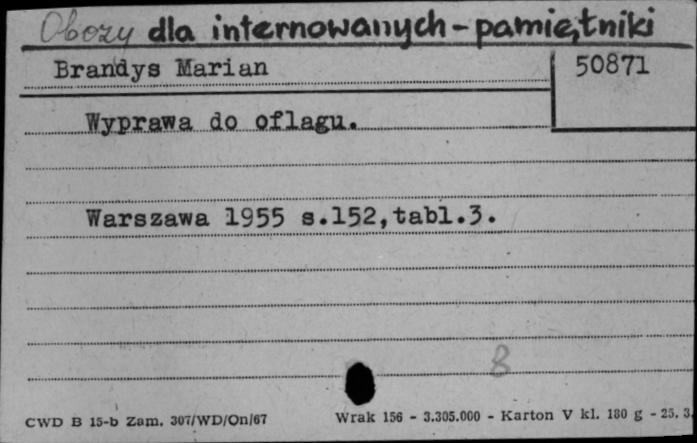 Obozy dla internowanych - pamiętniki
Brandys Marian 50871
Wyprawa do oflagu.
Warszawa 1955 s.152,tabl.3.
8
CWD B 15-b Zam. 307/WD/On/67 Wrak 156 - 3.305.000 - Karton V kl. 180 g - 25. 3.